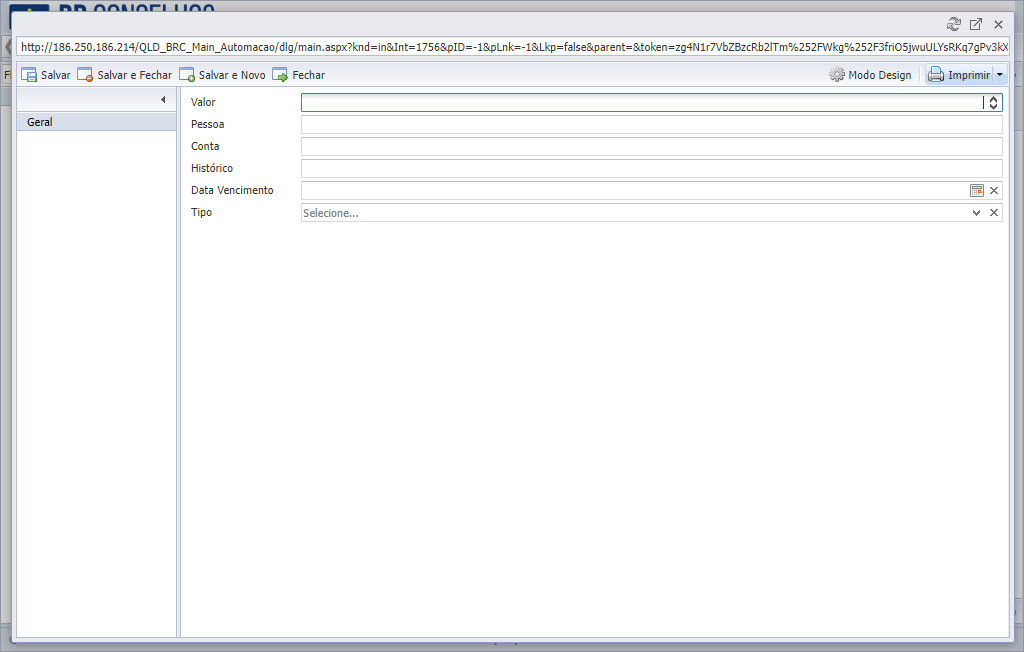 http://186.250.186.214/QLD_BRC_Main_Automacao/dlg/main.aspx?knd=in&Int=1756&pID=-1&pLnk=-1&Lkp=false&parent=&token=zg4N1r7VbZBzcRb2lTm%252FWkg%252F3friO5jwuULYsRKq7gPv3kX
Salvar Salvar e Fechar Salvar e Novo Fechar Modo Design Imprimir
Geral
Valor
Pessoa
Conta
Histórico
Data Vencimento
Tipo Selecione...